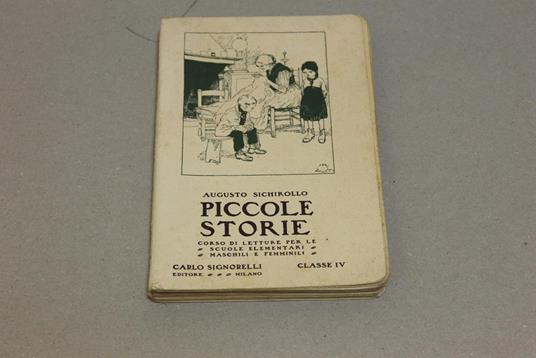 AUGUSTO SICHIROLLO
PICCOLE
STORIE
CORSO DI LETTURE PER LE
SCUOLE ELEMENTARI
MASCHILI E FEMMINILI
CARLO SIGNORELLI CLASSE IV
EDITORE MILANO